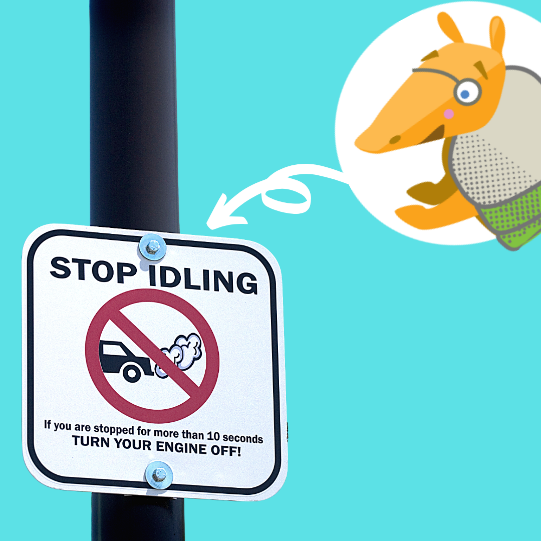 STOP IDLING
If you are stopped for more than 10 seconds
TURN YOUR ENGINE OFF!